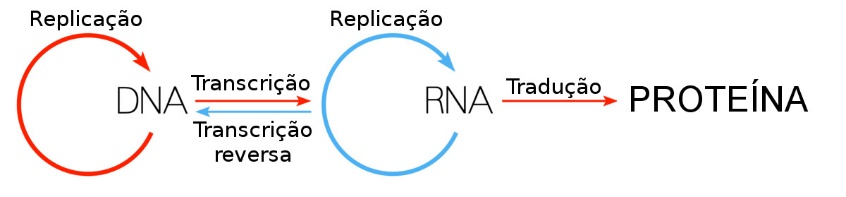 Replicação
Replicação
DNA
Transcrição
Transcrição
reversa
RNA
Tradução
PROTEÍNA